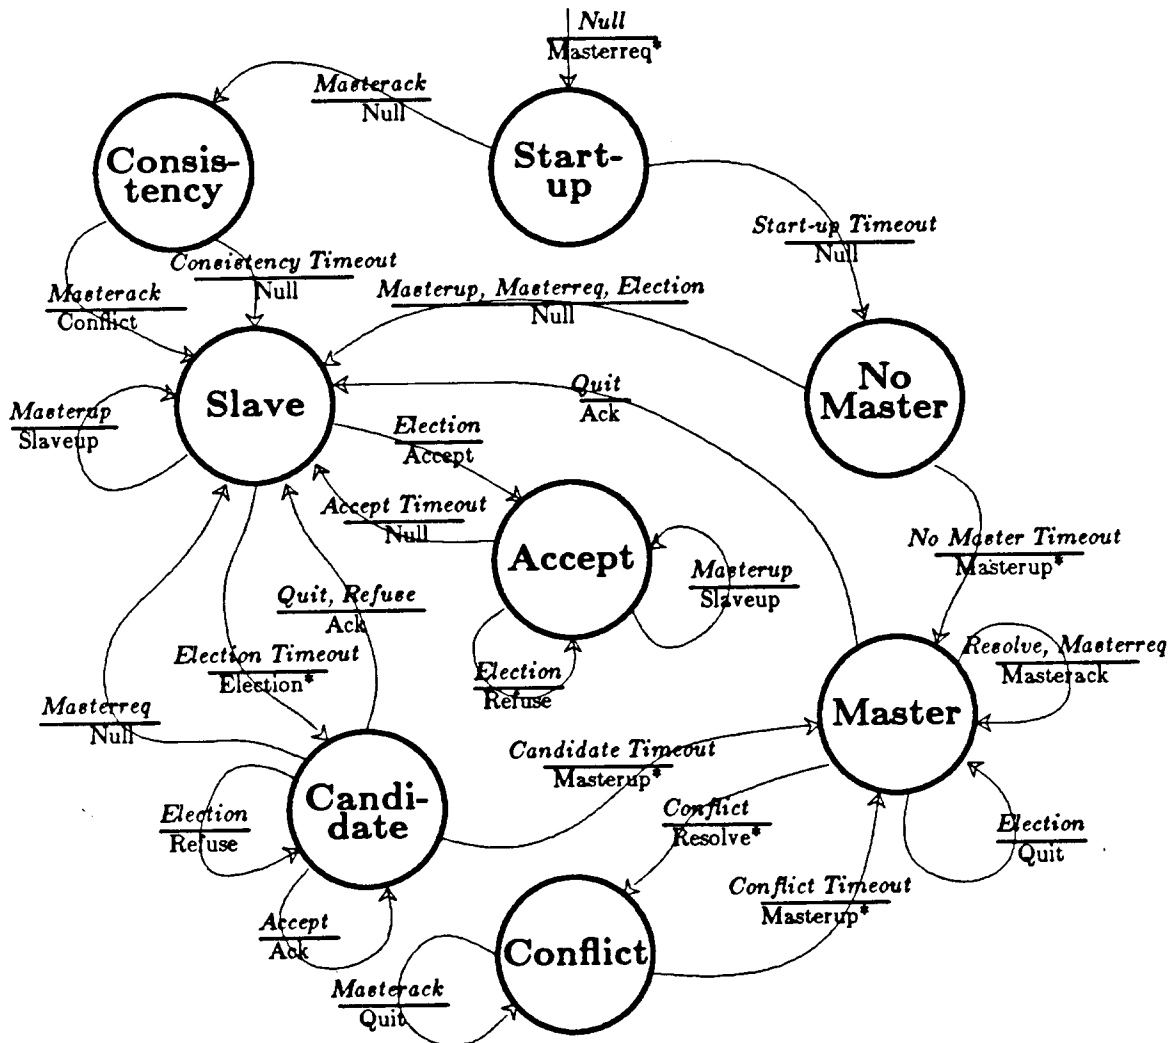 Null
Masterreq*
Masterack
Null
Start-
up
Consis-
tency
Start-up Timeout
Null
Consistency Timeout
Null
Masterack
Conflict
Masterup, Masterreq, Election
Null
No
Master
Slave
Quit
Ack
Masterup
Slaveup
Election
Accept
Accept Timeout
Null
No Master Timeout
Masterup*
Accept
Masterup
Slaveup
Quit, Refuse
Ack
Election Timeout
Election*
Election
Refuse
Resolve, Masterreq
Masterack
Masterreq
Null
Master
Candidate Timeout
Masterup*
Candi-
date
Election
Refuse
Conflict
Resolve*
Election
Quit
Conflict Timeout
Masterup*
Accept
Ack
Conflict
Masterack
Quit